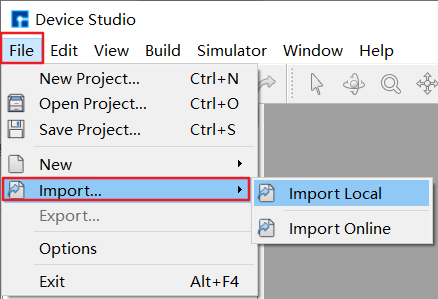 Device Studio
File Edit View Build Simulator Window Help
New Project... Ctrl+N
Open Project... Ctrl+O
Save Project... Ctrl+S
New
Import...
Import Local
Export...
Import Online
Options
Exit Alt+F4